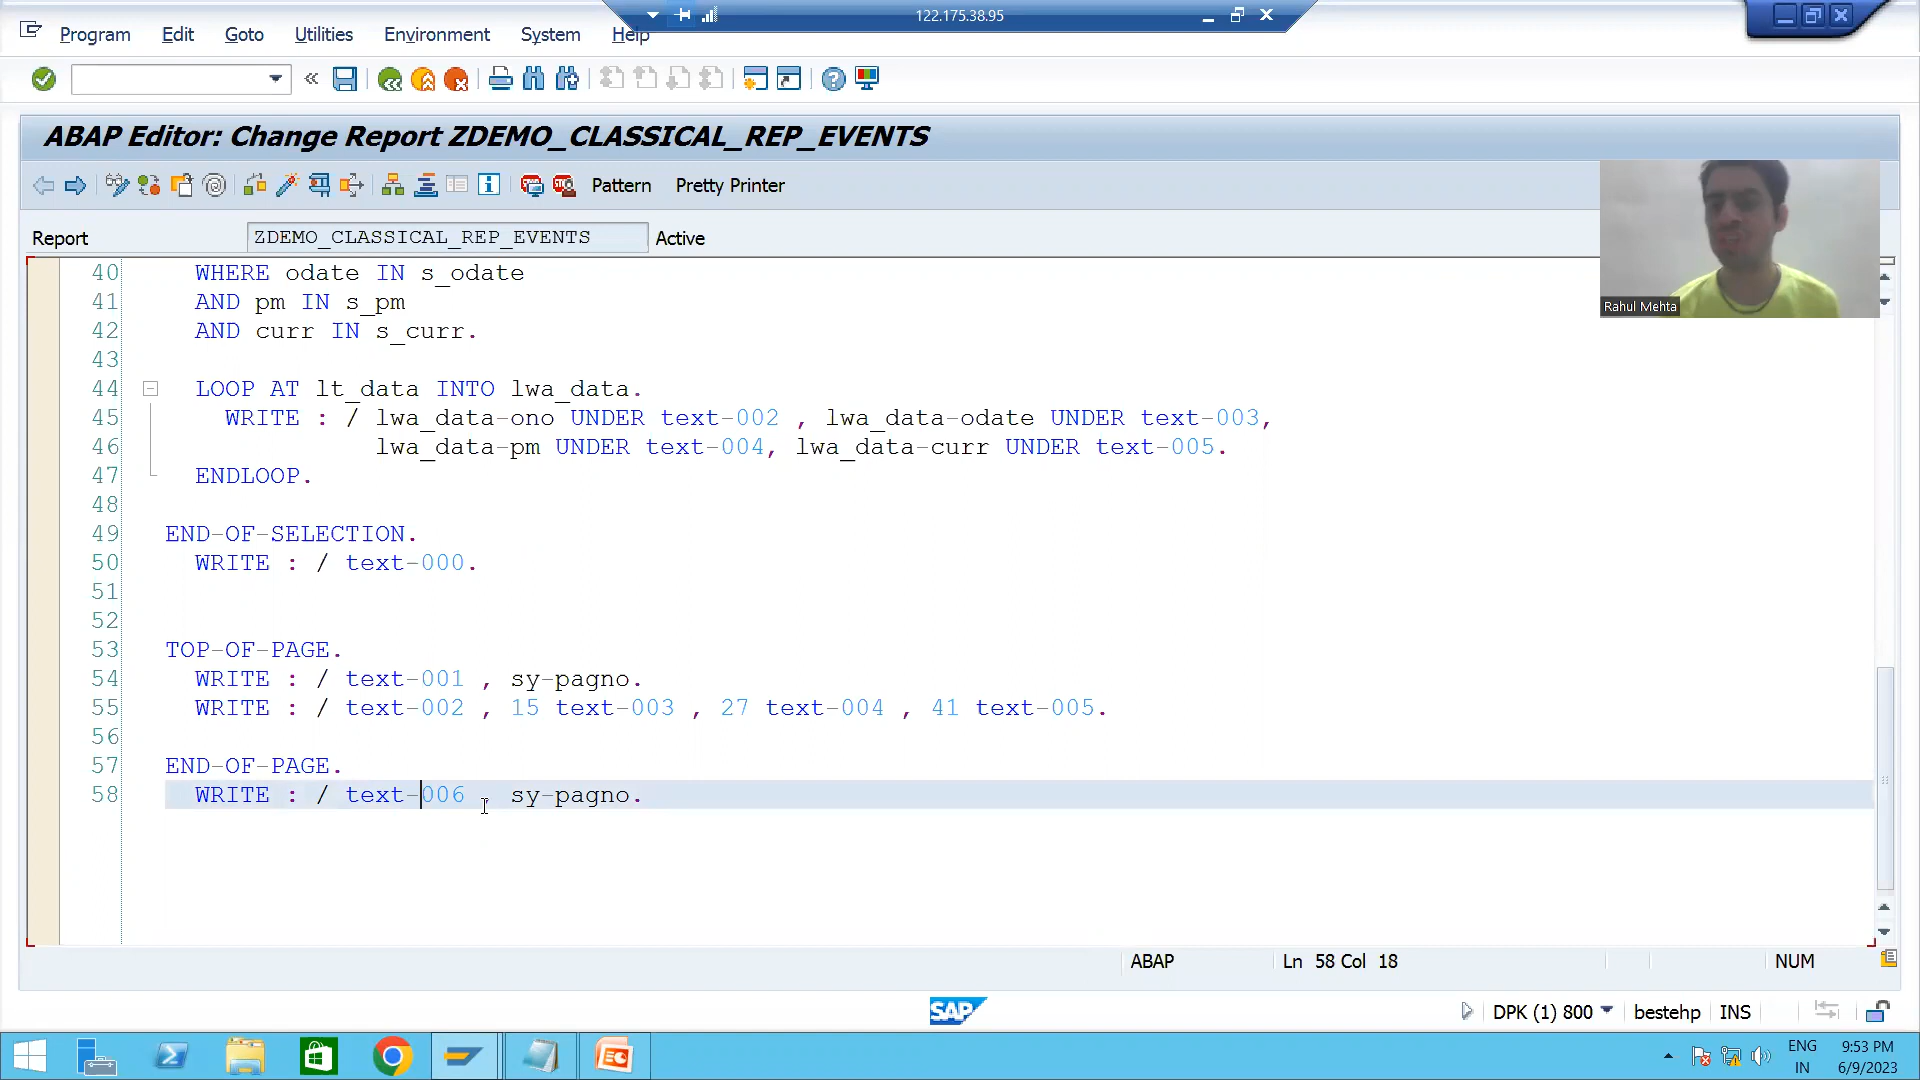 122.175.38.95
Program Edit Goto Utilities Environment System Help
ABAP Editor: Change Report ZDEMO_CLASSICAL_REP_EVENTS
Pattern Pretty Printer
Report ZDEMO_CLASSICAL_REP_EVENTS Active
Rahul Mehta
40 WHERE odate IN s_odate
41 AND pm IN s_pm
42 AND curr IN s_curr.
43
44 LOOP AT lt_data INTO lwa_data.
45 WRITE : / lwa_data-ono UNDER text-002 , lwa_data-odate UNDER text-003,
46 lwa_data-pm UNDER text-004, lwa_data-curr UNDER text-005.
47 ENDLOOP.
48
49 END-OF-SELECTION.
50 WRITE : / text-000.
51
52
53 TOP-OF-PAGE.
54 WRITE : / text-001 , sy-pagno.
55 WRITE : / text-002 , 15 text-003 , 27 text-004 , 41 text-005.
56
57 END-OF-PAGE.
58 WRITE : / text-006 , sy-pagno.
ABAP Ln 58 Col 18 NUM
SAP DPK (1) 800 bestehp INS
ENG 9:53 PM
IN 6/9/2023